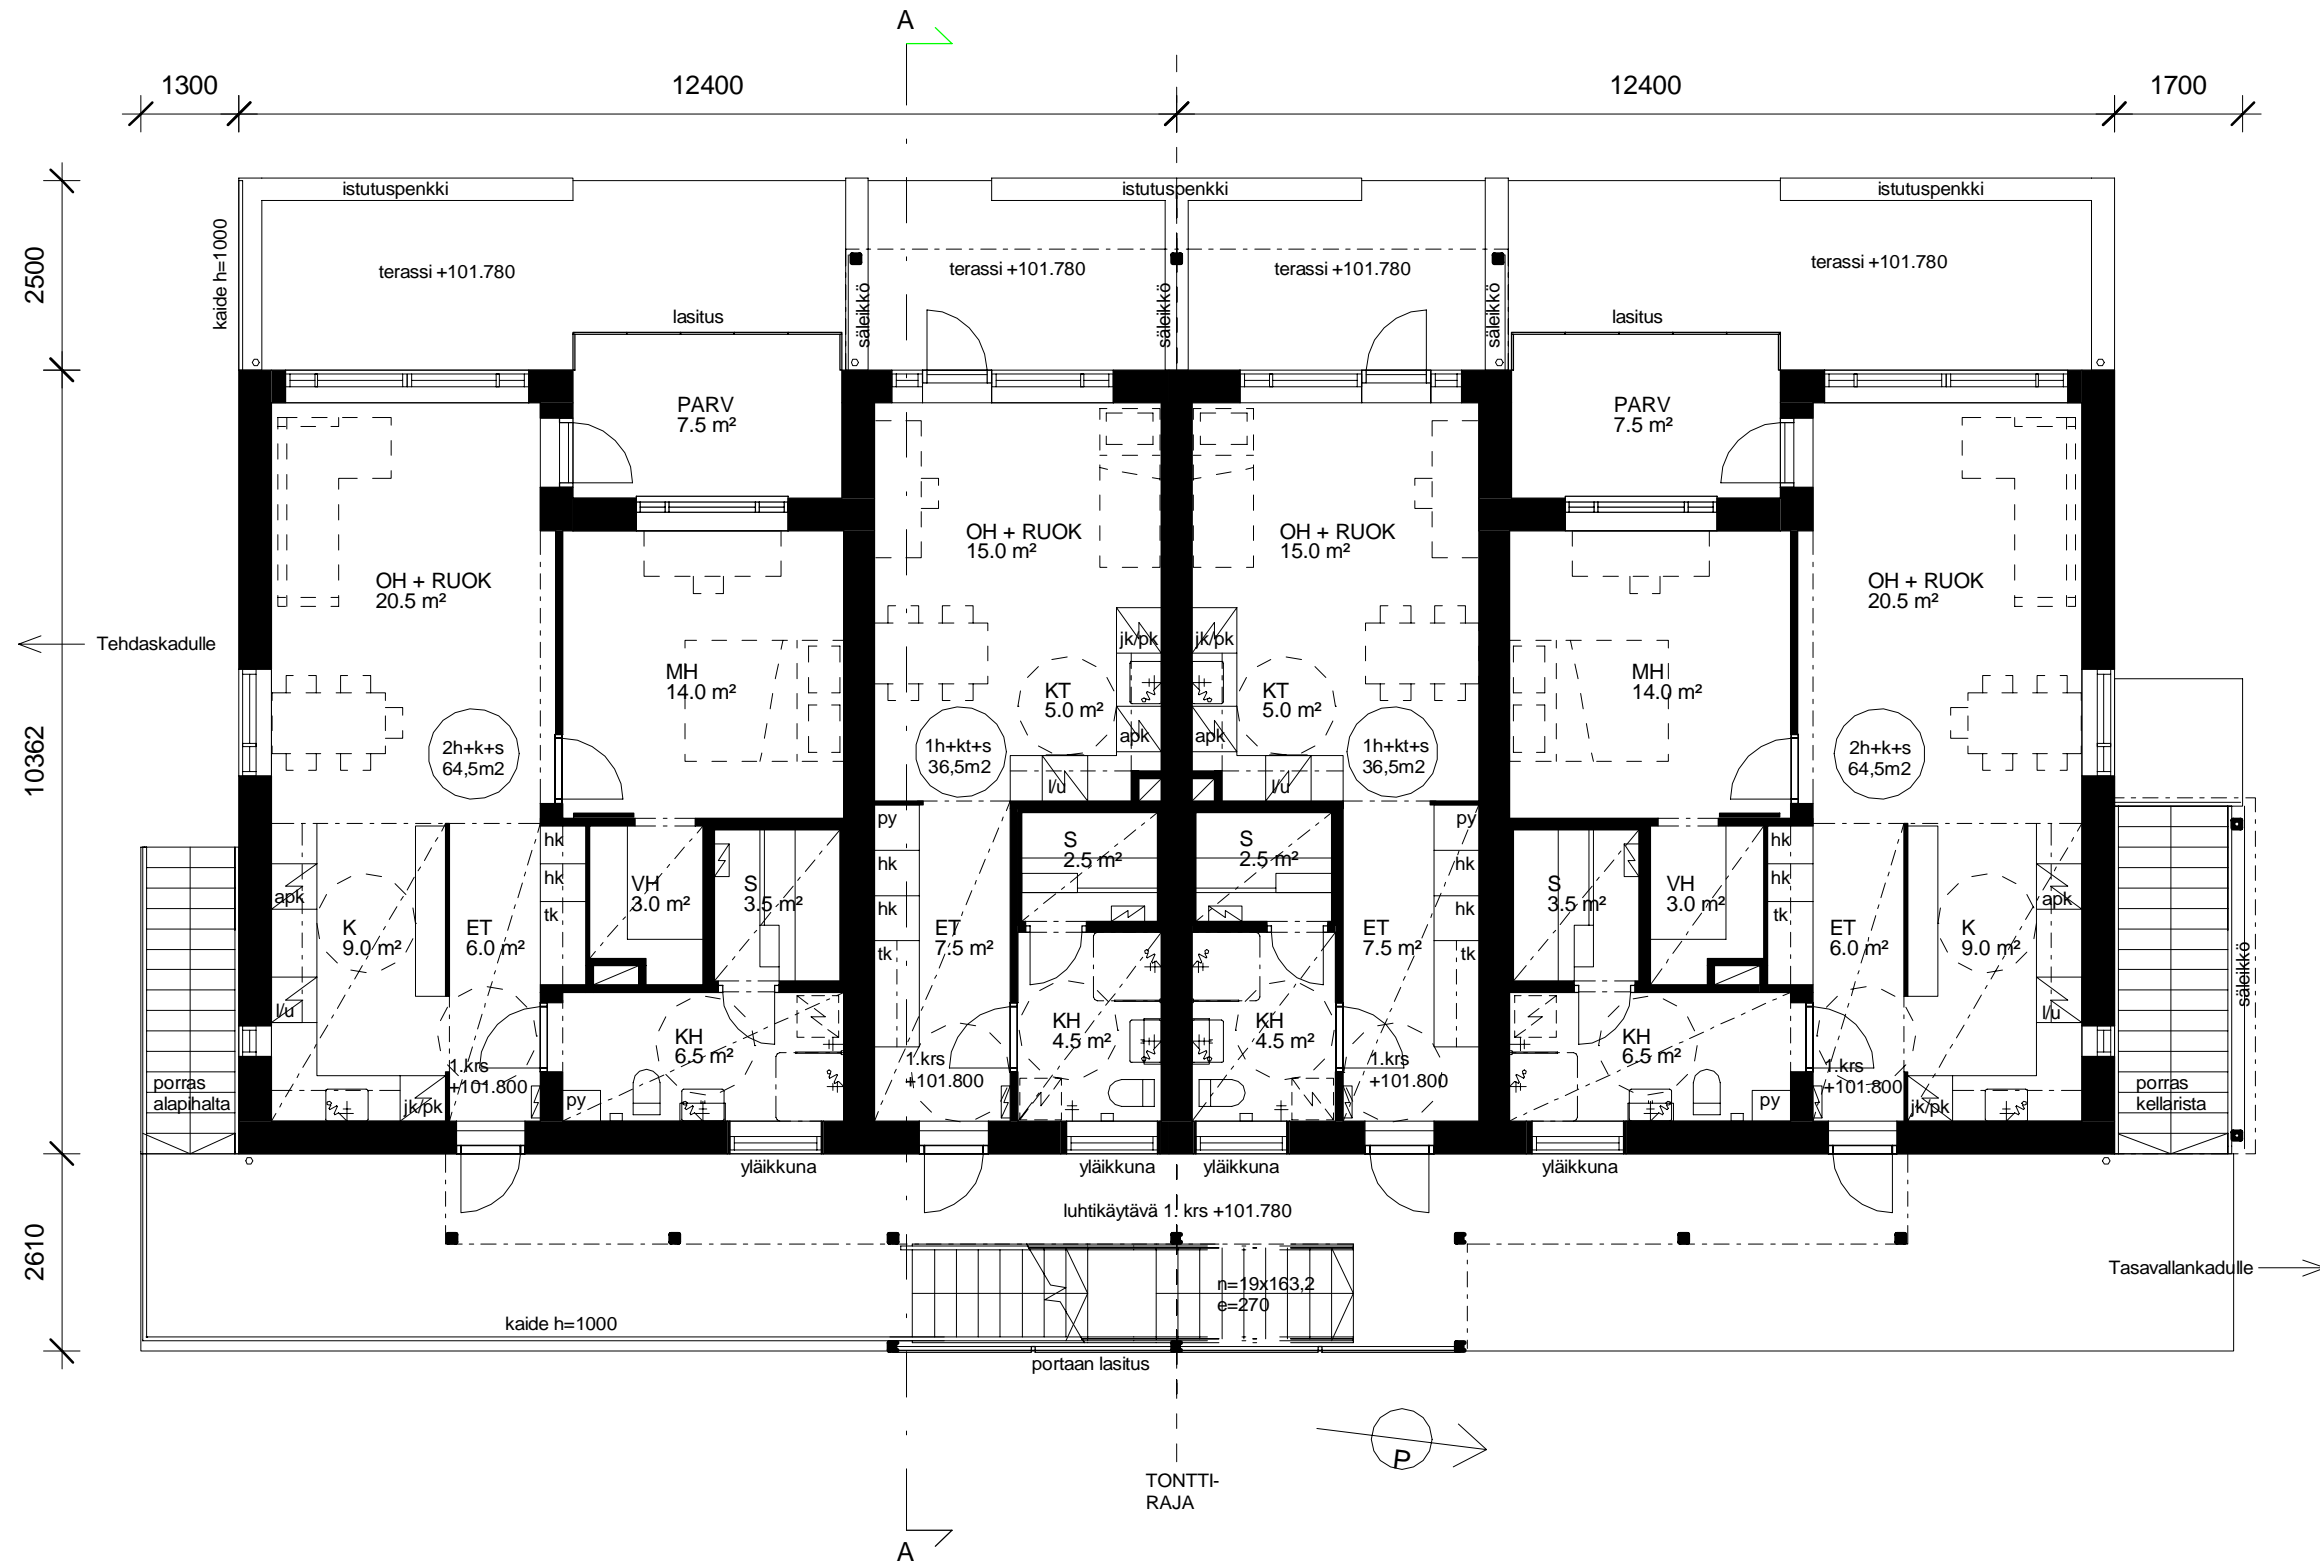 A
1300
12400
12400
1700
istutuspenkki
istutuspenkki
istutuspenkki
2500
kaide h=1000
terassi +101.780
terassi +101.780
terassi +101.780
terassi +101.780
säleikkö
säleikkö
säleikkö
lasitus
lasitus
PARV
7.5 m²
PARV
7.5 m²
OH + RUOK
15.0 m²
OH + RUOK
15.0 m²
OH + RUOK
20.5 m²
OH + RUOK
20.5 m²
Tehdaskadulle
jk/pk
jk/pk
MH
14.0 m²
MH
14.0 m²
KT
5.0 m²
KT
5.0 m²
10362
2h+k+s
64,5m2
1h+kt+s
36,5m2
1h+kt+s
36,5m2
2h+k+s
64,5m2
apk
apk
l/u
l/u
hk
hk
tk
py
hk
hk
tk
py
hk
hk
tk
hk
hk
tk
S
2.5 m²
S
2.5 m²
VH
3.0 m²
S
3.5 m²
S
3.5 m²
VH
3.0 m²
apk
apk
K
9.0 m²
ET
6.0 m²
ET
7.5 m²
ET
7.5 m²
ET
6.0 m²
K
9.0 m²
säleikkö
l/u
l/u
KH
6.5 m²
KH
4.5 m²
KH
4.5 m²
KH
6.5 m²
1.krs
+101.800
1.krs
+101.800
1.krs
+101.800
1.krs
+101.800
porras
alapihalta
jk/pk
py
py
jk/pk
porras
kellarista
yläikkuna
yläikkuna
yläikkuna
yläikkuna
luhtikäytävä 1. krs +101.780
2610
n=19x163,2
e=270
Tasavallankadulle
kaide h=1000
portaan lasitus
P
TONTTI-
RAJA
A